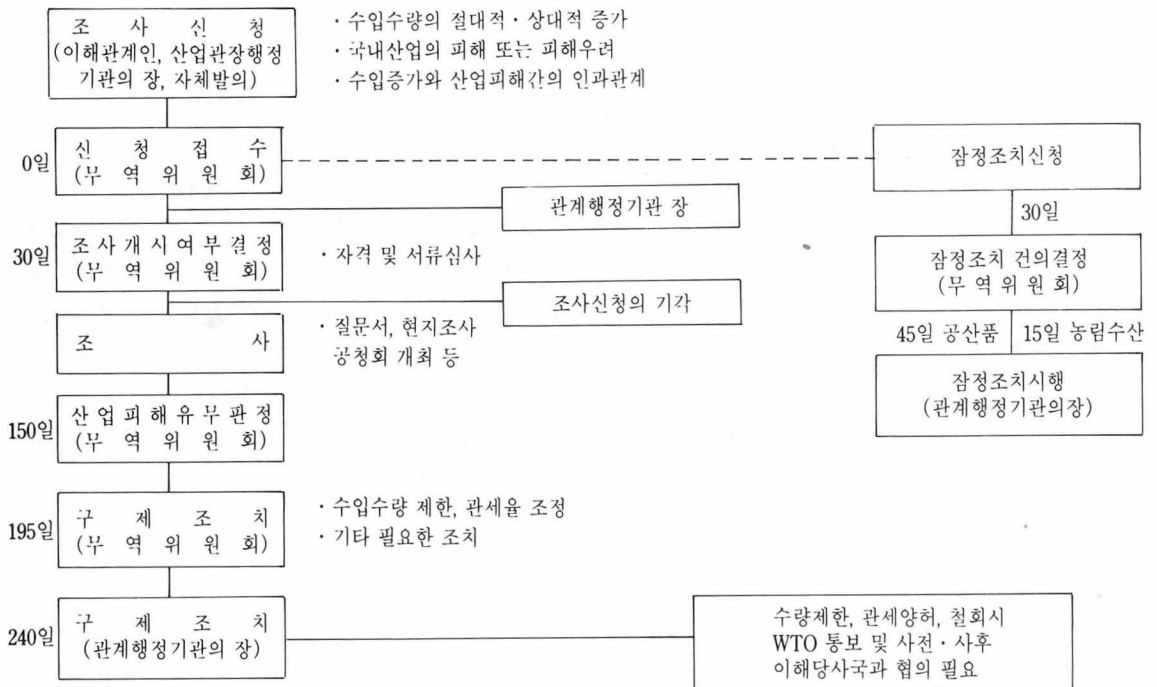 조 사 신 청
(이해관계인, 산업관장행정
기관의 장, 자체발의)
· 수입수량의 절대적 · 상대적 증가
· 국내산업의 피해 또는 피해우려
· 수입증가와 산업피해간의 인과관계
0일
신 청 접 수
(무 역 위 원 회)
잠정조치신청
관계행정기관 장
30일
30일
조 사 개 시 여 부 결 정
(무 역 위 원 회)
· 자격 및 서류심사
잠정조치 건의결정
(무 역 위 원 회)
조사신청의 기각
조 사
· 질문서, 현지조사
공청회 개최 등
45일 공산품
15일 농림수산
잠정조치시행
(관계행정기관의장)
150일
산 업 피 해 유 무 판 정
(무 역 위 원 회)
195일
구 제 조 치
(무 역 위 원 회)
· 수입수량 제한, 관세율 조정
· 기타 필요한 조치
240일
구 제 조 치
(관계행정기관의 장)
수량제한, 관세양허, 철회시
WTO 통보 및 사전 · 사후
이해당사국과 협의 필요